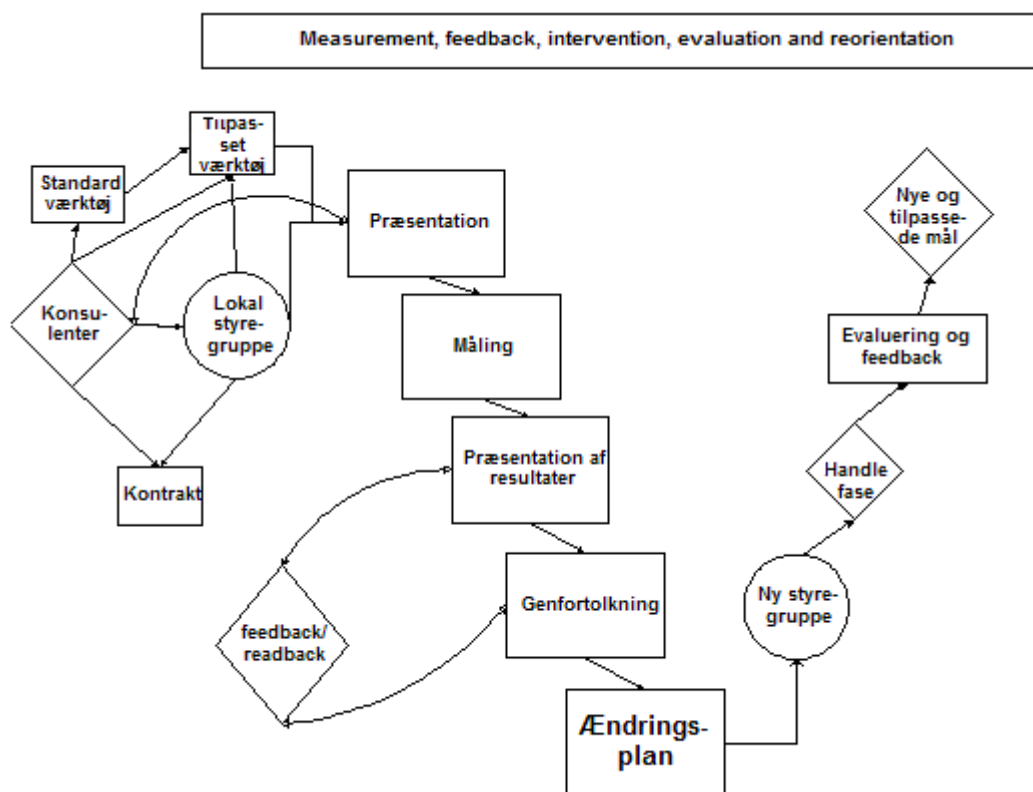 Measurement, feedback, intervention, evaluation and reorientation
Tilpas-
set
værktøj
Standard
værktøj
Præsentation
Nye og
tilpasse-
de mål
Konsu-
lenter
Lokal
styre-
gruppe
Måling
Evaluering og
feedback
Præsentation af
resultater
Handle
fase
Kontrakt
Genfortolkning
Ny styre-
gruppe
feedback/
readback
Ændrings-
plan